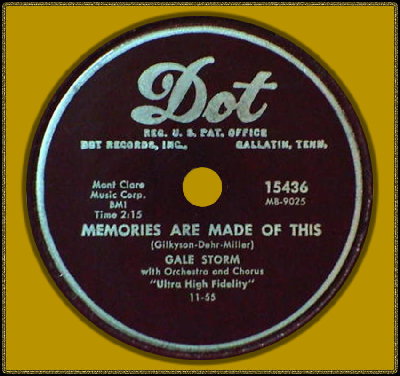 Dot
REG. U. S. PAT. OFFICE
DOT RECORDS, INC., GALLATIN, TENN.
Mont Clare
Music Corp.
BMI
Time 2:15
15436
MB-9025
MEMORIES ARE MADE OF THIS
(Gilkyson-Dehr-Miller)
GALE STORM
with Orchestra and Chorus
"Ultra High Fidelity"
11-55